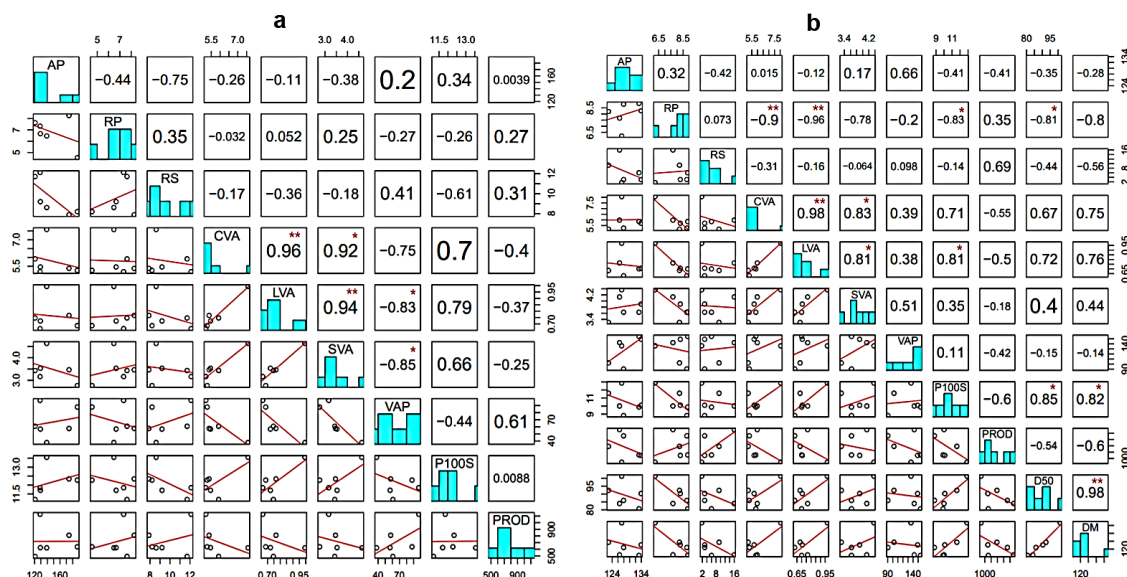 a
b
5 7
5.5 7.0
3.0 4.0
11.5 13.0
6.5 8.5
5.5 7.5
3.4 4.2
9 11
80 95
AP −0.44 −0.75 −0.26 −0.11 −0.38 0.2 0.34 0.0039 120 160
RP 0.35 −0.032 0.052 0.25 −0.27 −0.26 0.27 5 7
RS −0.17 −0.36 −0.18 0.41 −0.61 0.31 8 10 12
CVA 0.96 ** 0.92 * −0.75 0.7 −0.4 5.5 7.0
LVA 0.94 ** −0.83 * 0.79 −0.37 0.70 0.95
SVA −0.85 * 0.66 −0.25 3.0 4.0
VAP −0.44 0.61 40 70
P100S 0.0088 11.5 13.0
PROD 500 900
120 160
8 10 12
0.70 0.95
40 70
500 900
AP 0.32 −0.42 0.015 −0.12 0.17 0.66 −0.41 −0.41 −0.35 −0.28 124 134
RP 0.073 −0.9 ** −0.96 ** −0.78 −0.2 −0.83 * 0.35 −0.81 * −0.8 6.5 8.5
RS −0.31 −0.16 −0.064 0.098 −0.14 0.69 −0.44 −0.56 2 8 16
CVA 0.98 ** 0.83 * 0.39 0.71 −0.55 0.67 0.75 5.5 7.5
LVA 0.81 * 0.38 0.81 * −0.5 0.72 0.76 0.65 0.95
SVA 0.51 0.35 −0.18 0.4 0.44 3.4 4.2
VAP 0.11 −0.42 −0.15 −0.14 90 140
P100S −0.6 0.85 * 0.82 * 9 11
PROD −0.54 −0.6 1000
D50 0.98 ** 80 95
DM 120
124 134
2 8 16
0.65 0.95
90 140
1000
120